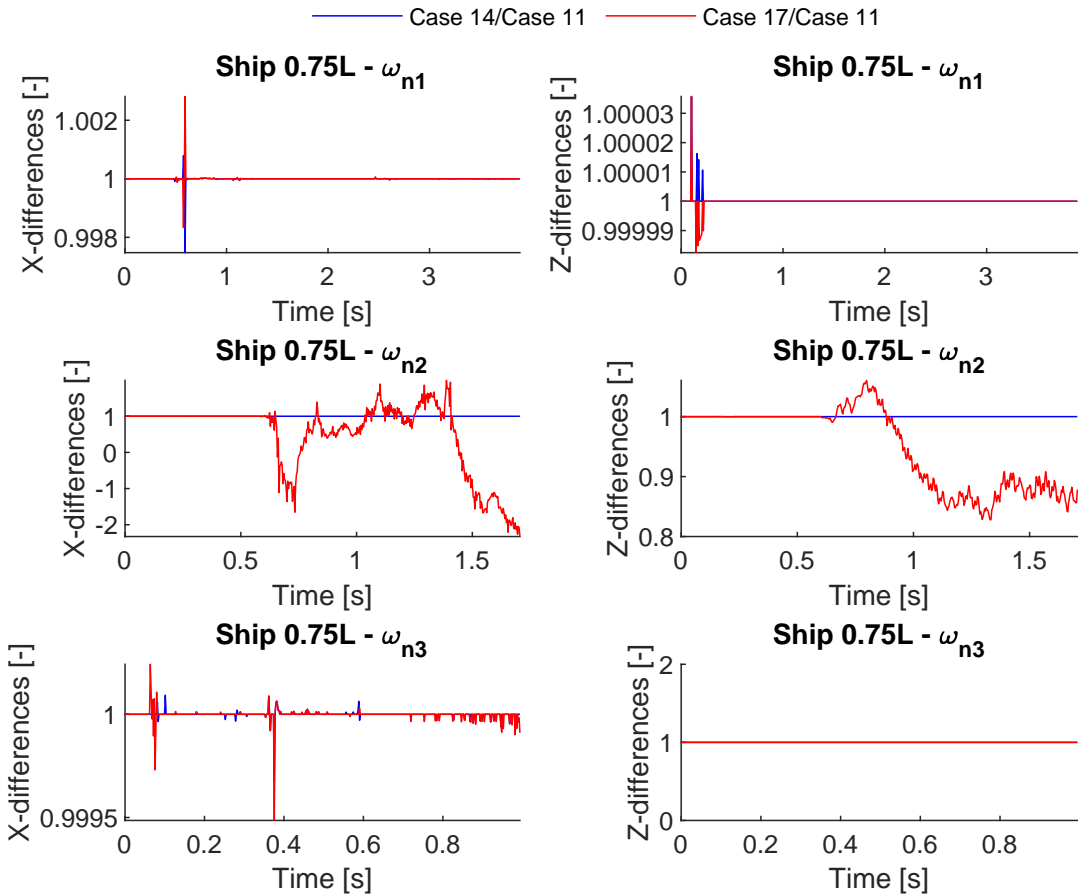 Case 14/Case 11 Case 17/Case 11
Ship 0.75L - ωn1
X-differences [-]
1.002
1
0.998
0 1 2 3
Time [s]
Ship 0.75L - ωn1
Z-differences [-]
1.00003
1.00002
1.00001
1
0.99999
0 1 2 3
Time [s]
Ship 0.75L - ωn2
X-differences [-]
1
0
-1
-2
0 0.5 1 1.5
Time [s]
Ship 0.75L - ωn2
Z-differences [-]
1
0.9
0.8
0 0.5 1 1.5
Time [s]
Ship 0.75L - ωn3
X-differences [-]
1
0.9995
0 0.2 0.4 0.6 0.8
Time [s]
Ship 0.75L - ωn3
Z-differences [-]
2
1
0
0 0.2 0.4 0.6 0.8
Time [s]